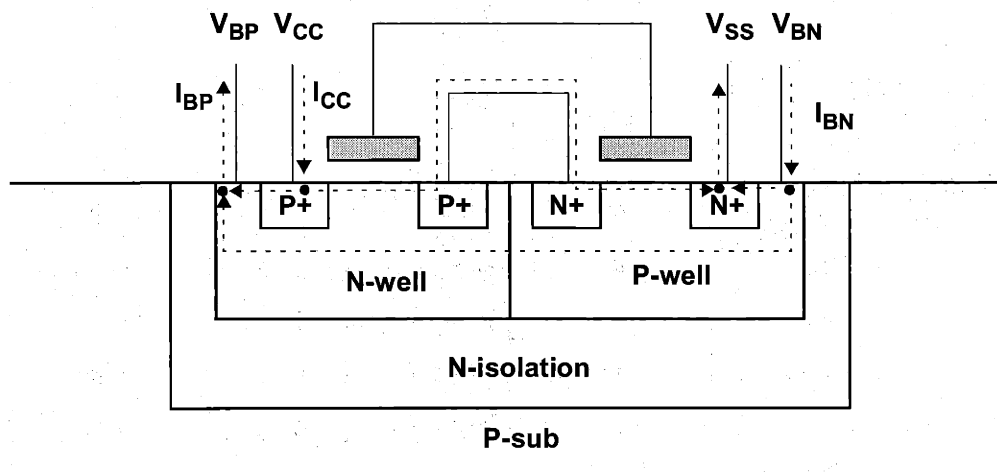 V_BP V_CC V_SS V_BN
I_BP I_CC I_BN
P+ P+ N+ N+
N-well P-well
N-isolation
P-sub